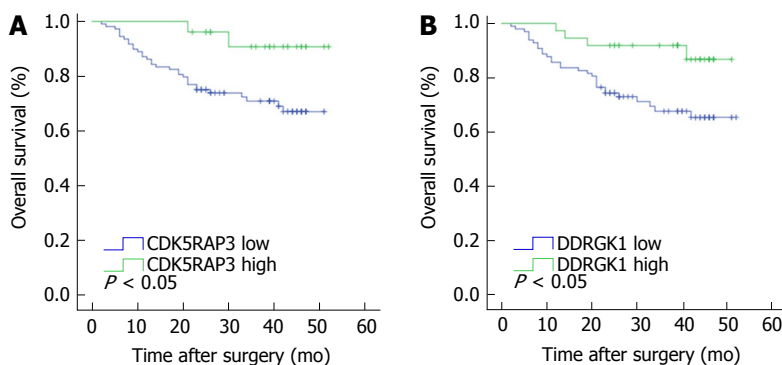 A
Overall survival (%)
1.0
0.8
0.6
0.4
0.2
0.0
CDK5RAP3 low
CDK5RAP3 high
P < 0.05
0 10 20 30 40 50 60
Time after surgery (mo)
B
Overall survival (%)
1.0
0.8
0.6
0.4
0.2
0.0
DDRGK1 low
DDRGK1 high
P < 0.05
0 10 20 30 40 50 60
Time after surgery (mo)